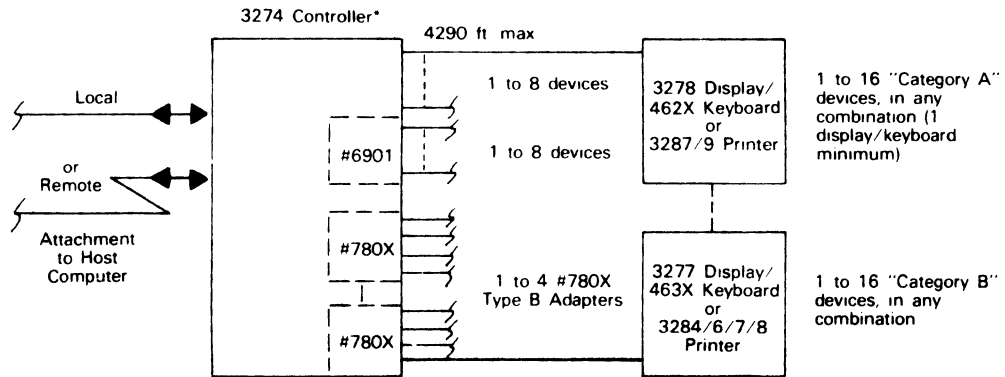 3274 Controller*
4290 ft max
Local
or
Remote
Attachment
to Host
Computer
#6901
#780X
#780X
1 to 8 devices
1 to 8 devices
1 to 4 #780X
Type B Adapters
3278 Display/
462X Keyboard
or
3287/9 Printer
1 to 16 "Category A"
devices, in any
combination (1
display/keyboard
minimum)
3277 Display/
463X Keyboard
or
3284/6/7/8
Printer
1 to 16 "Category B"
devices, in any
combination